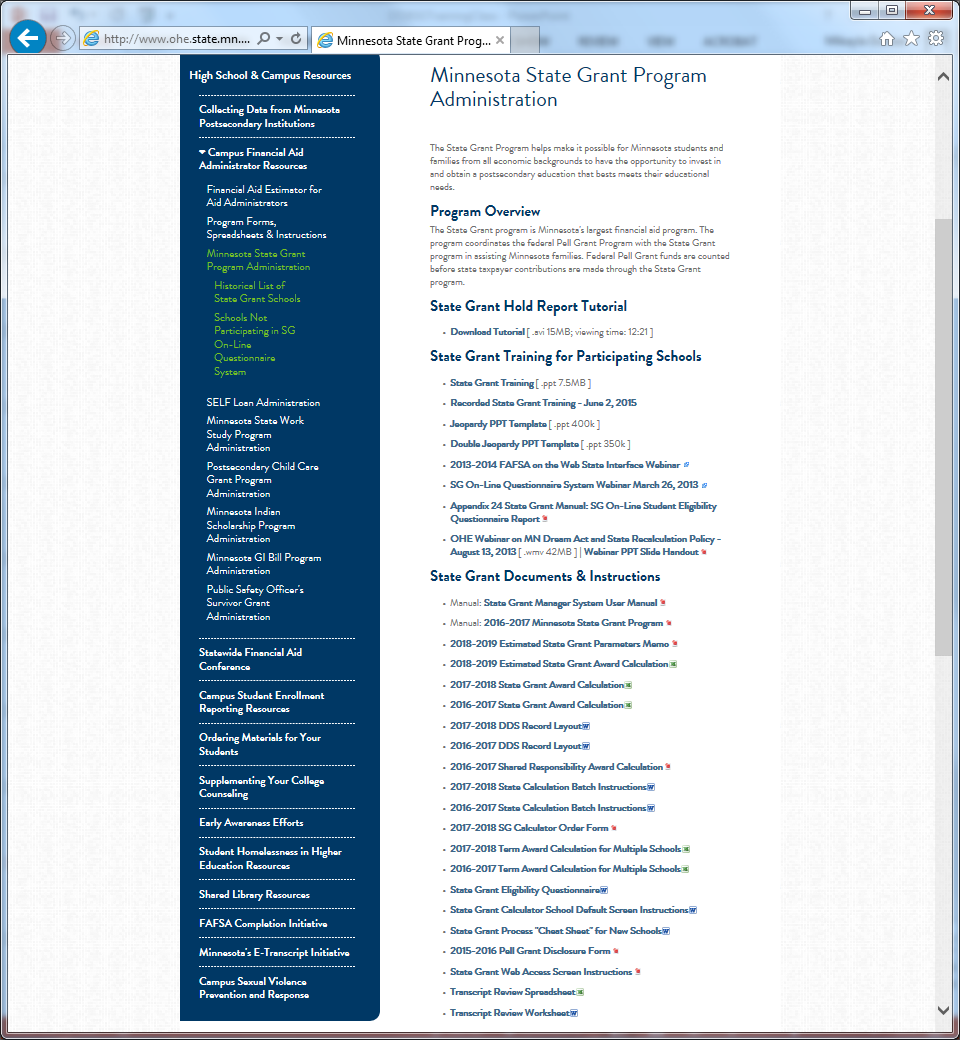 http://www.ohe.state.mn....
Minnesota State Grant Prog...
High School & Campus Resources
Collecting Data from Minnesota
Postsecondary Institutions
Campus Financial Aid
Administrator Resources
Financial Aid Estimator for
Aid Administrators
Program Forms,
Spreadsheets & Instructions
Minnesota State Grant
Program Administration
Historical List of
State Grant Schools
Schools Not
Participating in SG
On-Line
Questionnaire
System
SELF Loan Administration
Minnesota State Work
Study Program
Administration
Postsecondary Child Care
Grant Program
Administration
Minnesota Indian
Scholarship Program
Administration
Minnesota GI Bill Program
Administration
Public Safety Officer's
Survivor Grant
Administration
Statewide Financial Aid
Conference
Campus Student Enrollment
Reporting Resources
Ordering Materials for Your
Students
Supplementing Your College
Counseling
Early Awareness Efforts
Student Homelessness in Higher
Education Resources
Shared Library Resources
FAFSA Completion Initiative
Minnesota's E-Transcript Initiative
Campus Sexual Violence
Prevention and Response
Minnesota State Grant Program
Administration
The State Grant Program helps make it possible for Minnesota students and
families from all economic backgrounds to have the opportunity to invest in
and obtain a postsecondary education that bests meets their educational
needs.
Program Overview
The State Grant program is Minnesota's largest financial aid program. The
program coordinates the federal Pell Grant Program with the State Grant
program in assisting Minnesota families. Federal Pell Grant funds are counted
before state taxpayer contributions are made through the State Grant
program.
State Grant Hold Report Tutorial
• Download Tutorial [ .avi 15MB; viewing time: 12:21 ]
State Grant Training for Participating Schools
• State Grant Training [ .ppt 7.5MB ]
• Recorded State Grant Training - June 2, 2015
• Jeopardy PPT Template [ .ppt 400k ]
• Double Jeopardy PPT Template [ .ppt 350k ]
• 2013-2014 FAFSA on the Web State Interface Webinar
• SG On-Line Questionnaire System Webinar March 26, 2013
• Appendix 24 State Grant Manual: SG On-Line Student Eligibility
Questionnaire Report
• OHE Webinar on MN Dream Act and State Recalculation Policy -
August 13, 2013 [ .wmv 42MB ] | Webinar PPT Slide Handout
State Grant Documents & Instructions
• Manual: State Grant Manager System User Manual
• Manual: 2016-2017 Minnesota State Grant Program
• 2018-2019 Estimated State Grant Parameters Memo
• 2018-2019 Estimated State Grant Award Calculation
• 2017-2018 State Grant Award Calculation
• 2016-2017 State Grant Award Calculation
• 2017-2018 DDS Record Layout
• 2016-2017 DDS Record Layout
• 2016-2017 Shared Responsibility Award Calculation
• 2017-2018 State Calculation Batch Instructions
• 2016-2017 State Calculation Batch Instructions
• 2017-2018 SG Calculator Order Form
• 2017-2018 Term Award Calculation for Multiple Schools
• 2016-2017 Term Award Calculation for Multiple Schools
• State Grant Eligibility Questionnaire
• State Grant Calculator School Default Screen Instructions
• State Grant Process "Cheat Sheet" for New Schools
• 2015-2016 Pell Grant Disclosure Form
• State Grant Web Access Screen Instructions
• Transcript Review Spreadsheet
• Transcript Review Worksheet